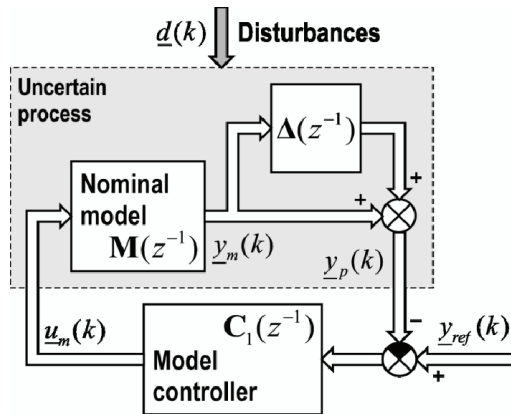 d(k) Disturbances
Uncertain
process
Δ(z⁻¹)
+
Nominal
model
M(z⁻¹)
+
y_m(k)
y_p(k)
u_m(k)
C₁(z⁻¹)
Model
controller
−
y_ref(k)
+